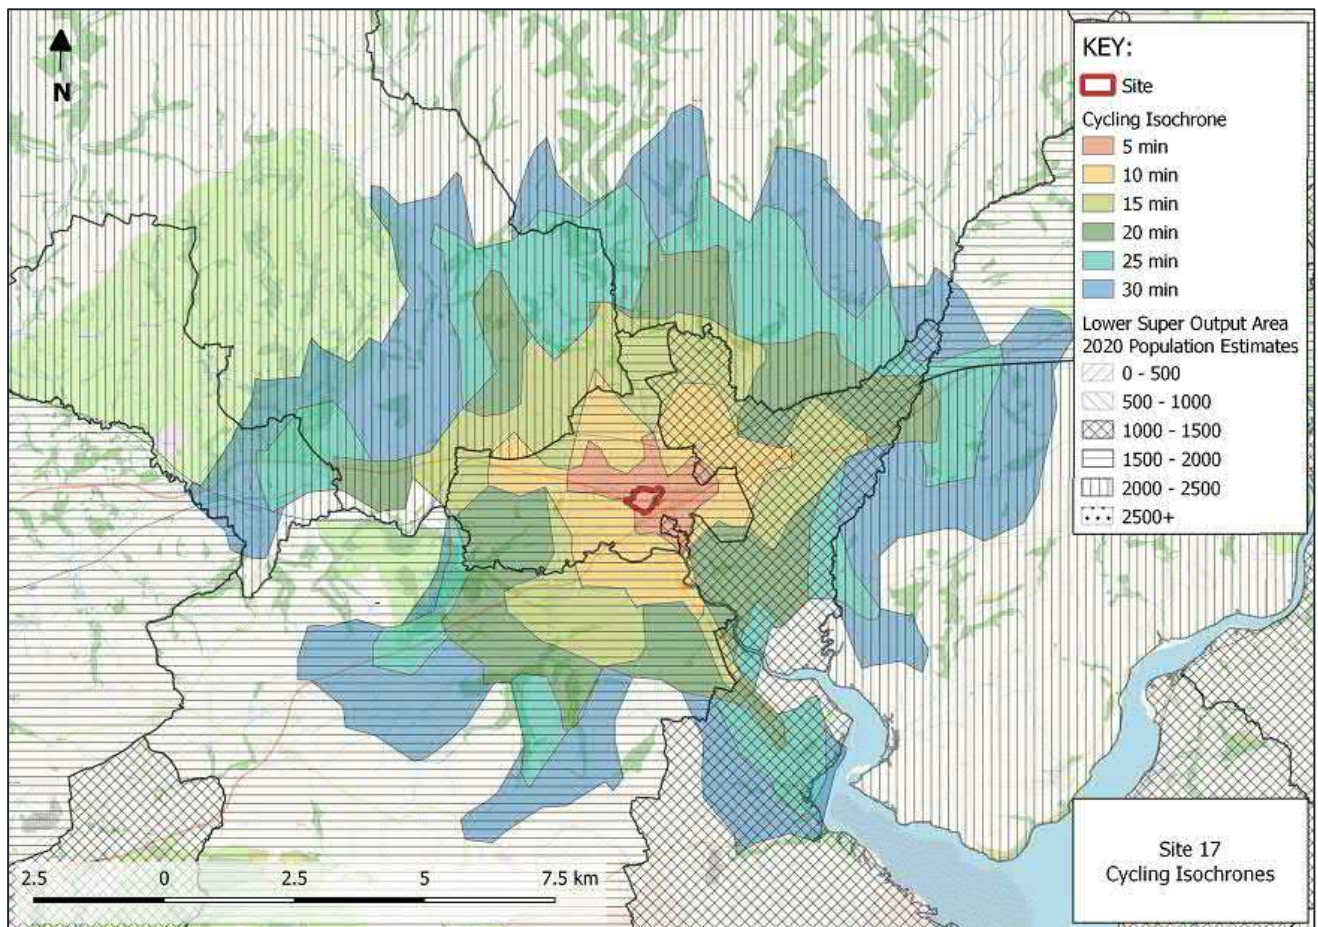 N
KEY:
Site
Cycling Isochrone
5 min
10 min
15 min
20 min
25 min
30 min
Lower Super Output Area
2020 Population Estimates
0 - 500
500 - 1000
1000 - 1500
1500 - 2000
2000 - 2500
2500+
2.5 0 2.5 5 7.5 km
Site 17
Cycling Isochrones